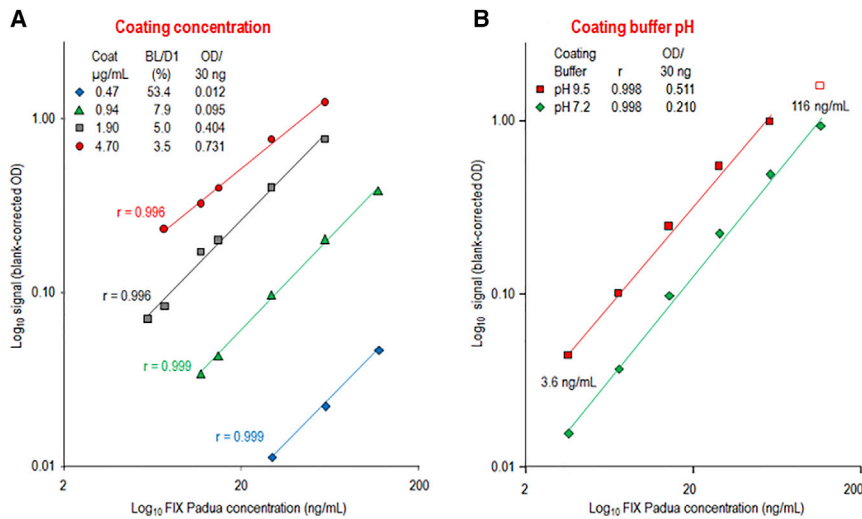 A
Coating concentration
Coat BL/D1 OD/
µg/mL (%) 30 ng
0.47 53.4 0.012
0.94 7.9 0.095
1.90 5.0 0.404
4.70 3.5 0.731
1.00
0.10
0.01
r = 0.996
r = 0.996
r = 0.999
r = 0.999
2 20 200
Log₁₀ signal (blank-corrected OD)
Log₁₀ FIX Padua concentration (ng/mL)
B
Coating buffer pH
Coating OD/
Buffer r 30 ng
pH 9.5 0.998 0.511
pH 7.2 0.998 0.210
116 ng/mL
1.00
0.10
0.01
3.6 ng/mL
2 20 200
Log₁₀ signal (blank-corrected OD)
Log₁₀ FIX Padua concentration (ng/mL)